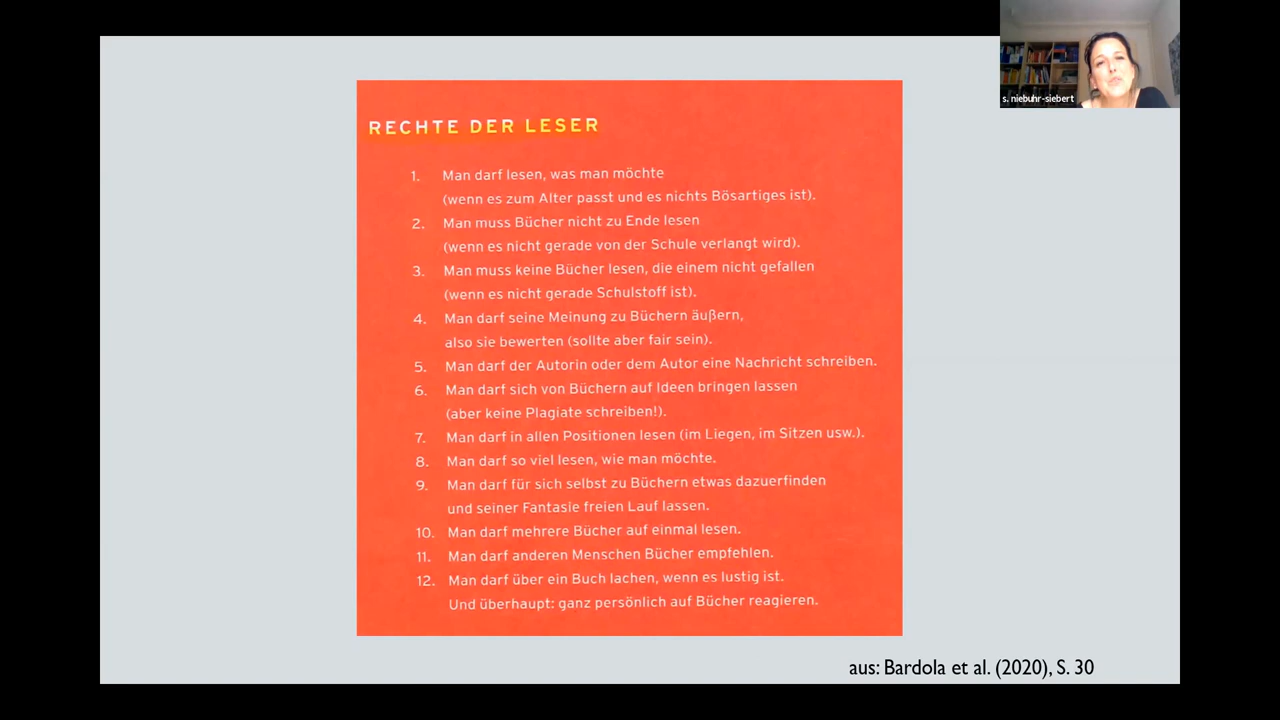 s. niebuhr-siebert
RECHTE DER LESER
1. Man darf lesen, was man möchte
(wenn es zum Alter passt und es nichts Bösartiges ist).
2. Man muss Bücher nicht zu Ende lesen
(wenn es nicht gerade von der Schule verlangt wird).
3. Man muss keine Bücher lesen, die einem nicht gefallen
(wenn es nicht gerade Schulstoff ist).
4. Man darf seine Meinung zu Büchern äußern,
also sie bewerten (sollte aber fair sein).
5. Man darf der Autorin oder dem Autor eine Nachricht schreiben.
6. Man darf sich von Büchern auf Ideen bringen lassen
(aber keine Plagiate schreiben!).
7. Man darf in allen Positionen lesen (im Liegen, im Sitzen usw.).
8. Man darf so viel lesen, wie man möchte.
9. Man darf für sich selbst zu Büchern etwas dazuerfinden
und seiner Fantasie freien Lauf lassen.
10. Man darf mehrere Bücher auf einmal lesen.
11. Man darf anderen Menschen Bücher empfehlen.
12. Man darf über ein Buch lachen, wenn es lustig ist.
Und überhaupt: ganz persönlich auf Bücher reagieren.
aus: Bardola et al. (2020), S. 30